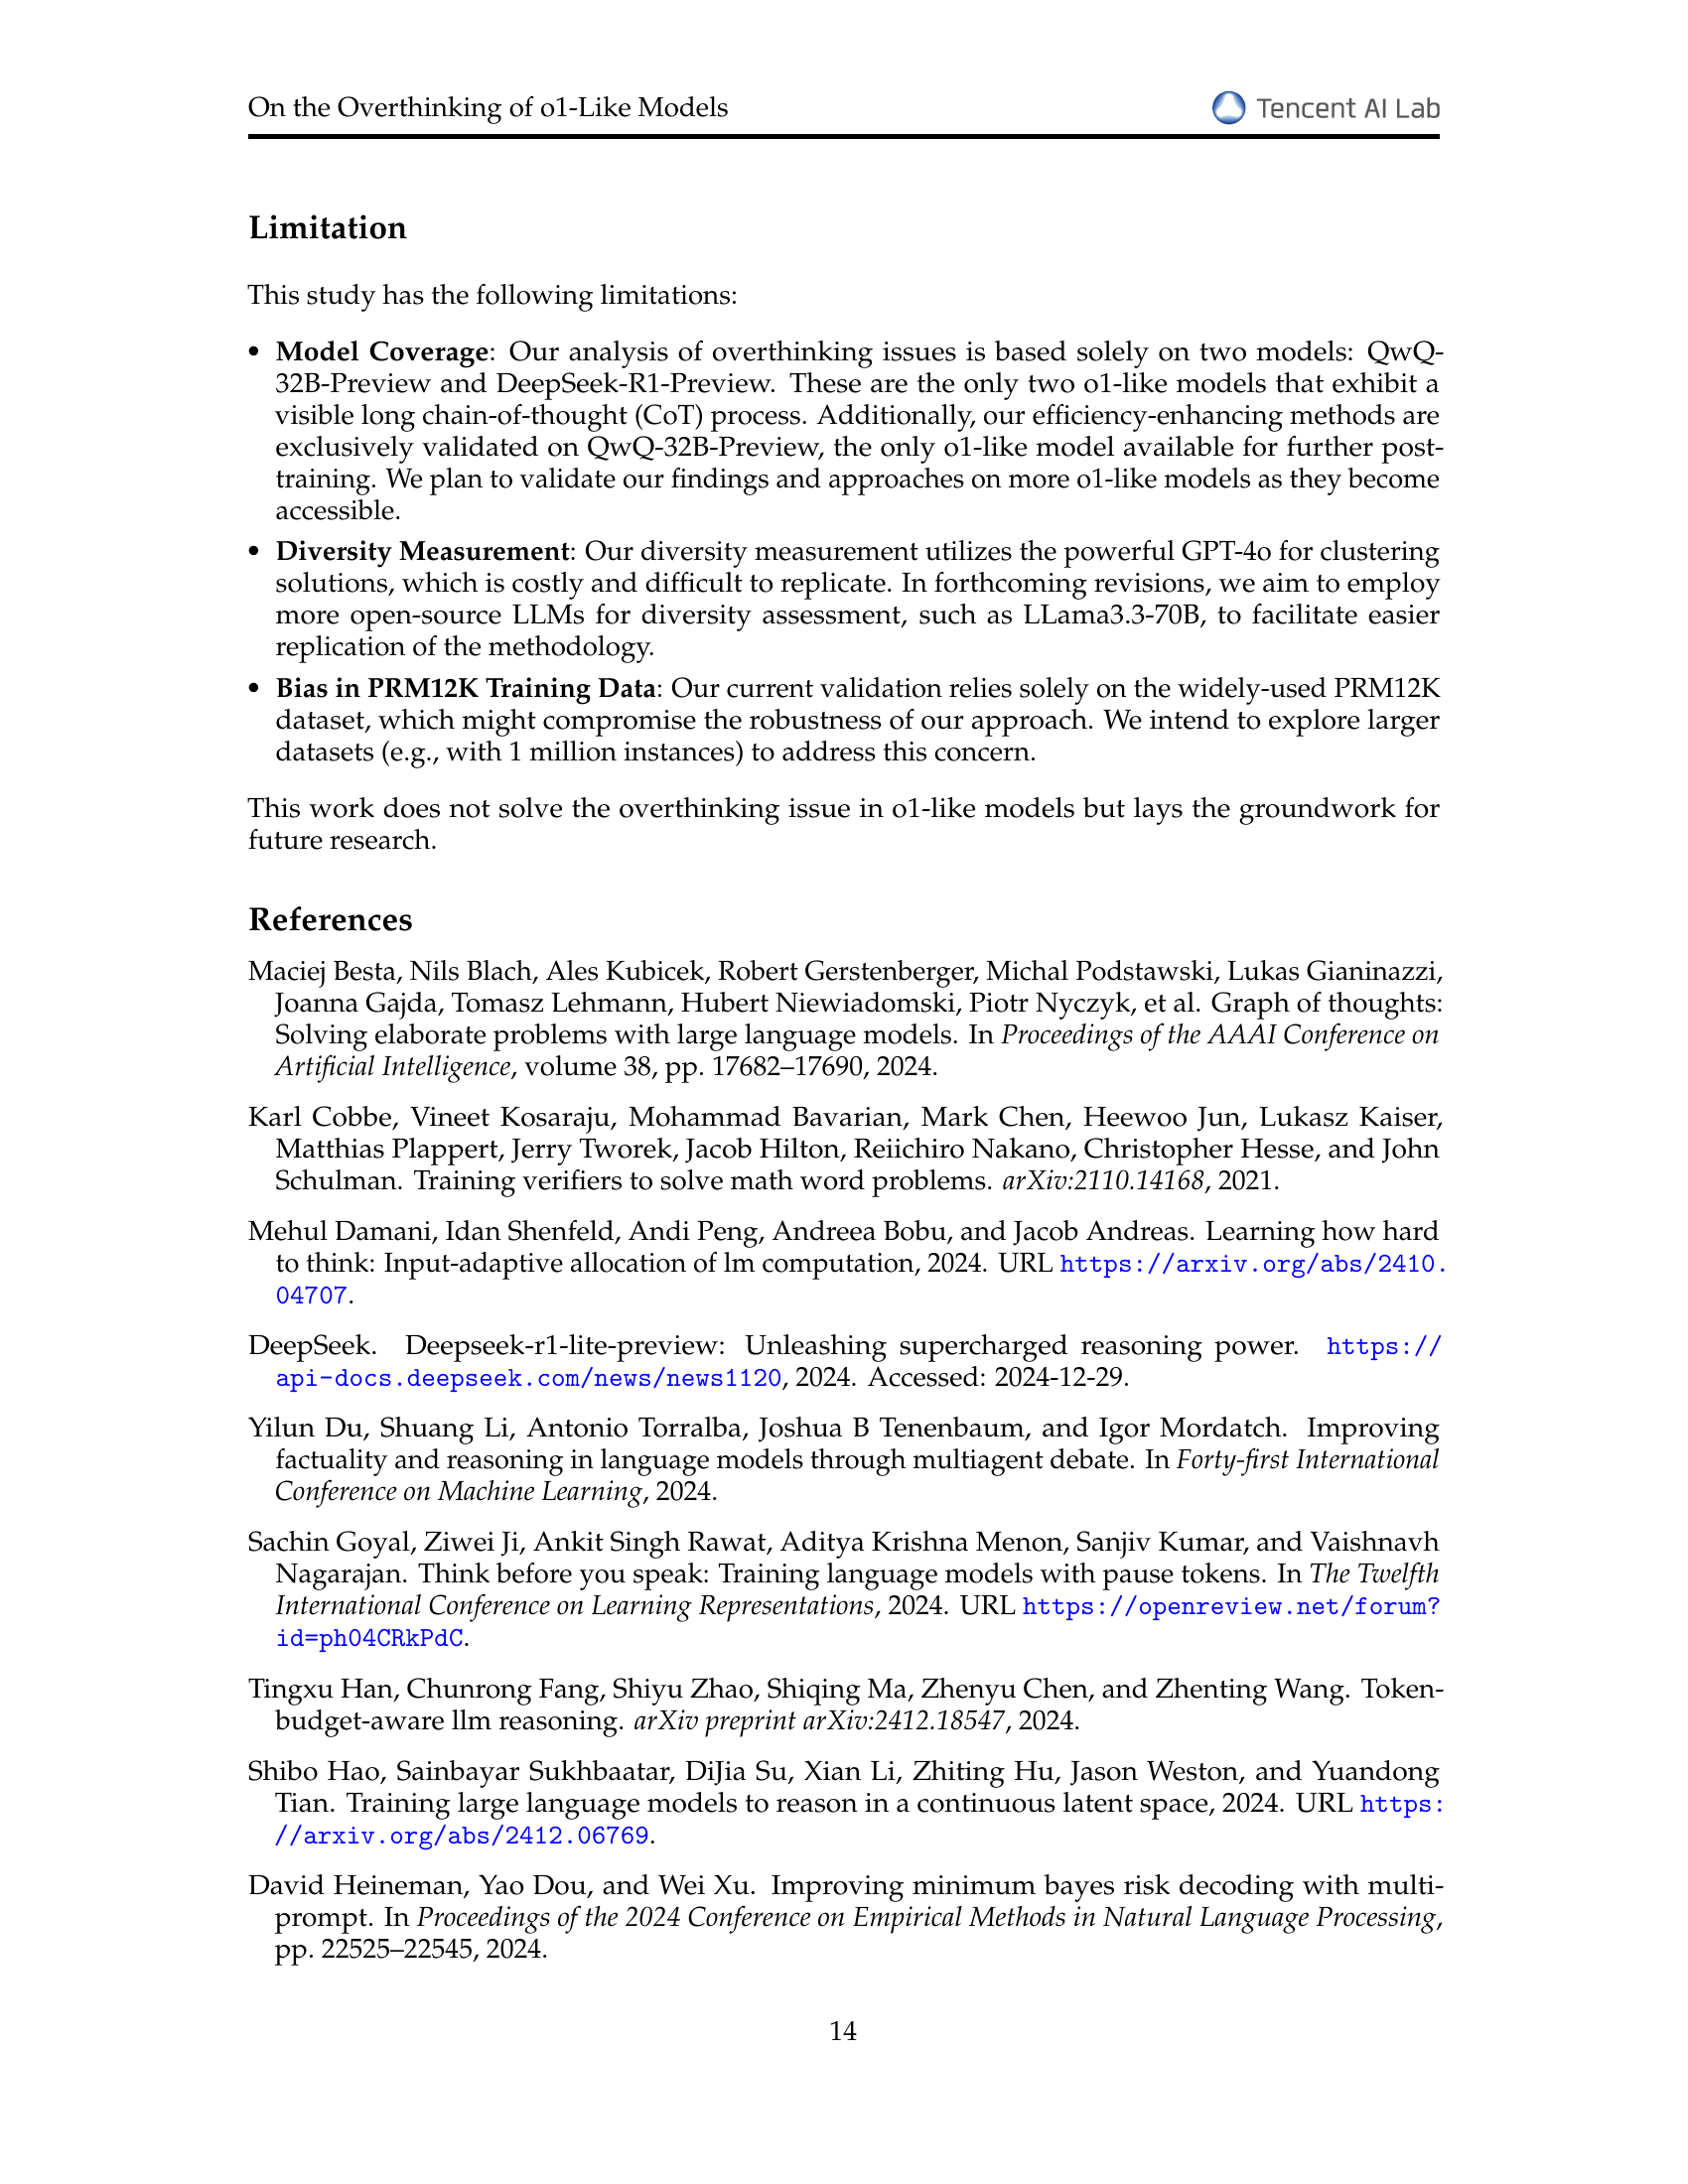 On the Overthinking of o1-Like Models
Tencent AI Lab
Limitation
This study has the following limitations:
• Model Coverage: Our analysis of overthinking issues is based solely on two models: QwQ-
32B-Preview and DeepSeek-R1-Preview. These are the only two o1-like models that exhibit a
visible long chain-of-thought (CoT) process. Additionally, our efficiency-enhancing methods are
exclusively validated on QwQ-32B-Preview, the only o1-like model available for further post-
training. We plan to validate our findings and approaches on more o1-like models as they become
accessible.
• Diversity Measurement: Our diversity measurement utilizes the powerful GPT-4o for clustering
solutions, which is costly and difficult to replicate. In forthcoming revisions, we aim to employ
more open-source LLMs for diversity assessment, such as LLama3.3-70B, to facilitate easier
replication of the methodology.
• Bias in PRM12K Training Data: Our current validation relies solely on the widely-used PRM12K
dataset, which might compromise the robustness of our approach. We intend to explore larger
datasets (e.g., with 1 million instances) to address this concern.
This work does not solve the overthinking issue in o1-like models but lays the groundwork for
future research.
References
Maciej Besta, Nils Blach, Ales Kubicek, Robert Gerstenberger, Michal Podstawski, Lukas Gianinazzi,
Joanna Gajda, Tomasz Lehmann, Hubert Niewiadomski, Piotr Nyczyk, et al. Graph of thoughts:
Solving elaborate problems with large language models. In Proceedings of the AAAI Conference on
Artificial Intelligence, volume 38, pp. 17682–17690, 2024.
Karl Cobbe, Vineet Kosaraju, Mohammad Bavarian, Mark Chen, Heewoo Jun, Lukasz Kaiser,
Matthias Plappert, Jerry Tworek, Jacob Hilton, Reiichiro Nakano, Christopher Hesse, and John
Schulman. Training verifiers to solve math word problems. arXiv:2110.14168, 2021.
Mehul Damani, Idan Shenfeld, Andi Peng, Andreea Bobu, and Jacob Andreas. Learning how hard
to think: Input-adaptive allocation of lm computation, 2024. URL https://arxiv.org/abs/2410.
04707.
DeepSeek. Deepseek-r1-lite-preview: Unleashing supercharged reasoning power. https://
api-docs.deepseek.com/news/news1120, 2024. Accessed: 2024-12-29.
Yilun Du, Shuang Li, Antonio Torralba, Joshua B Tenenbaum, and Igor Mordatch. Improving
factuality and reasoning in language models through multiagent debate. In Forty-first International
Conference on Machine Learning, 2024.
Sachin Goyal, Ziwei Ji, Ankit Singh Rawat, Aditya Krishna Menon, Sanjiv Kumar, and Vaishnavh
Nagarajan. Think before you speak: Training language models with pause tokens. In The Twelfth
International Conference on Learning Representations, 2024. URL https://openreview.net/forum?
id=ph04CRkPdC.
Tingxu Han, Chunrong Fang, Shiyu Zhao, Shiqing Ma, Zhenyu Chen, and Zhenting Wang. Token-
budget-aware llm reasoning. arXiv preprint arXiv:2412.18547, 2024.
Shibo Hao, Sainbayar Sukhbaatar, DiJia Su, Xian Li, Zhiting Hu, Jason Weston, and Yuandong
Tian. Training large language models to reason in a continuous latent space, 2024. URL https:
//arxiv.org/abs/2412.06769.
David Heineman, Yao Dou, and Wei Xu. Improving minimum bayes risk decoding with multi-
prompt. In Proceedings of the 2024 Conference on Empirical Methods in Natural Language Processing,
pp. 22525–22545, 2024.
14